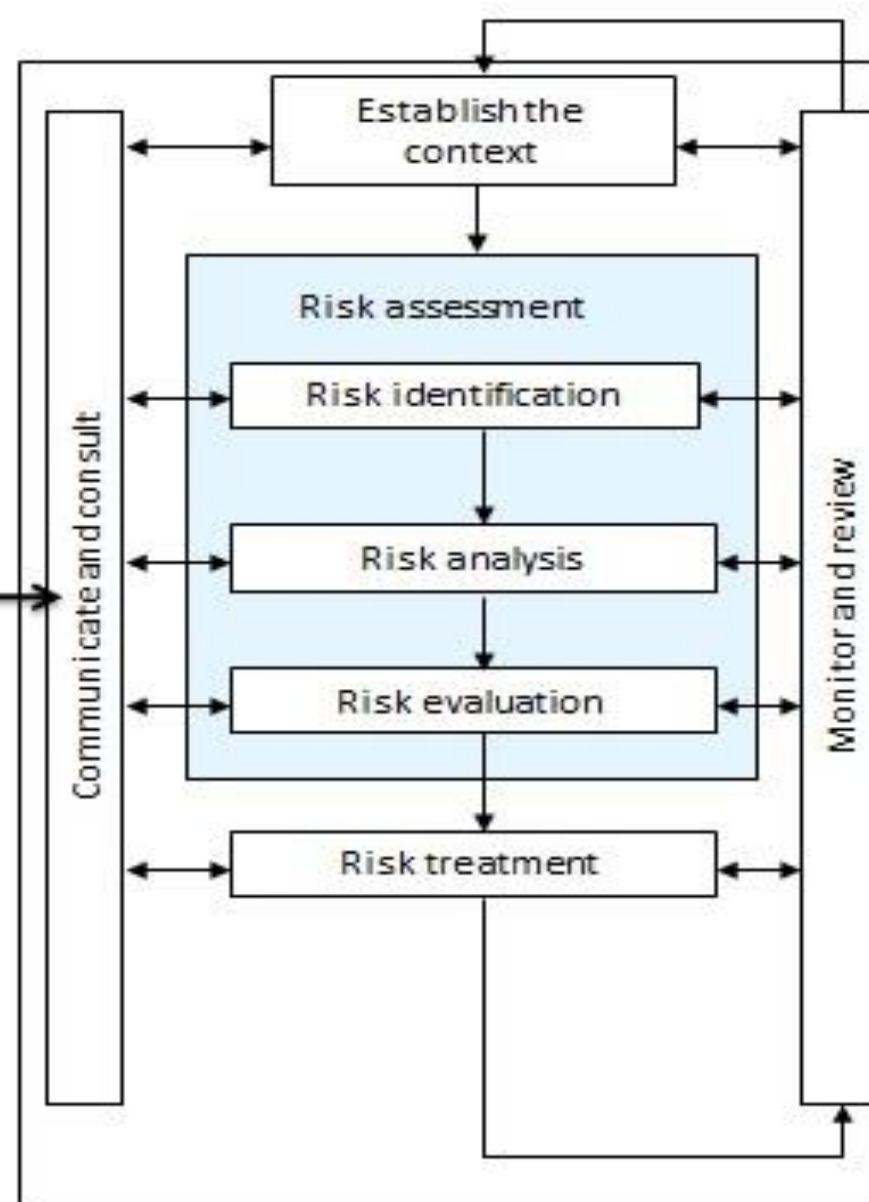 Establish the
context
Risk assessment
Risk identification
Risk analysis
Risk evaluation
Risk treatment
Communicate and consult
Monitor and review